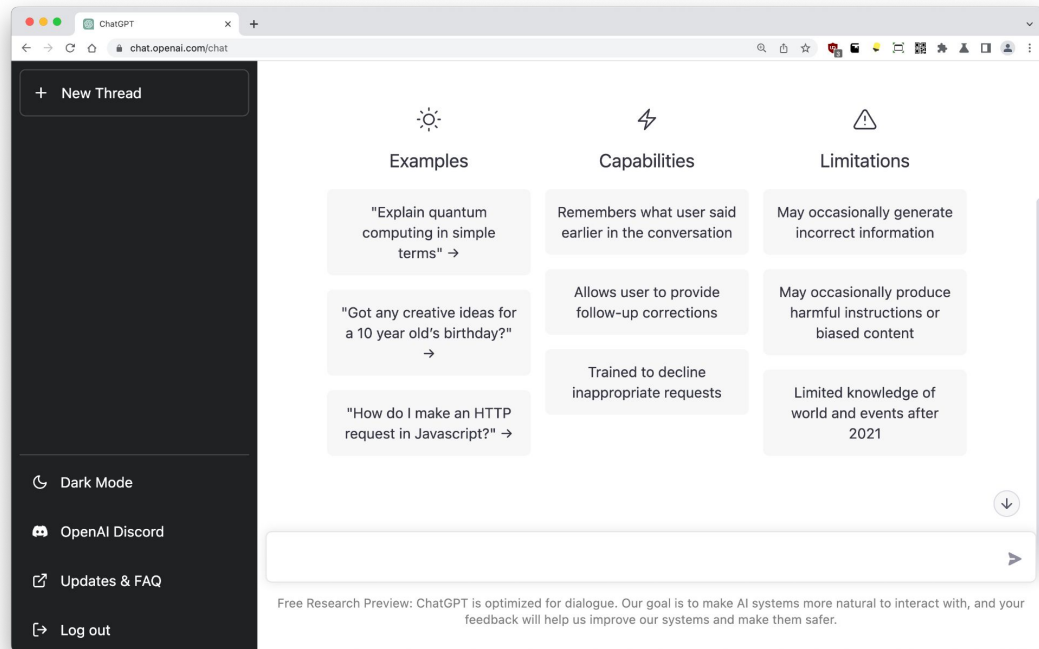 ChatGPT
chat.openai.com/chat
3
New Thread
Dark Mode
OpenAI Discord
Updates & FAQ
Log out
Examples
"Explain quantum
computing in simple
terms" →
"Got any creative ideas for
a 10 year old's birthday?"
→
"How do I make an HTTP
request in Javascript?" →
Capabilities
Remembers what user said
earlier in the conversation
Allows user to provide
follow-up corrections
Trained to decline
inappropriate requests
Limitations
May occasionally generate
incorrect information
May occasionally produce
harmful instructions or
biased content
Limited knowledge of
world and events after
2021
Free Research Preview: ChatGPT is optimized for dialogue. Our goal is to make AI systems more natural to interact with, and your
feedback will help us improve our systems and make them safer.